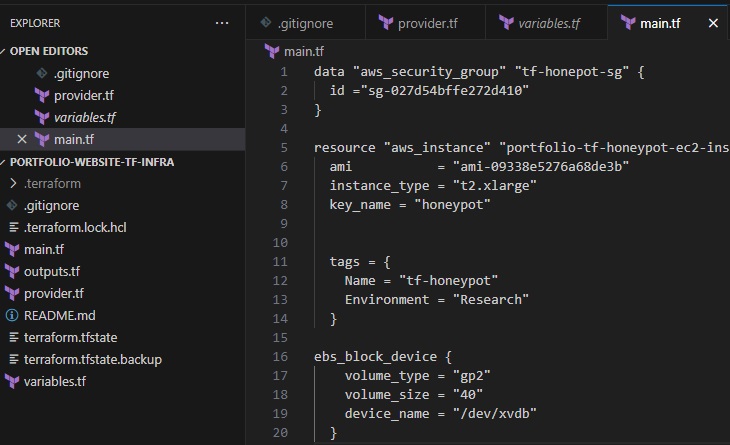 EXPLORER
...
OPEN EDITORS
.gitignore
provider.tf
variables.tf
main.tf
PORTFOLIO-WEBSITE-TF-INFRA
.terraform
.gitignore
.terraform.lock.hcl
main.tf
outputs.tf
provider.tf
README.md
terraform.tfstate
terraform.tfstate.backup
variables.tf
.gitignore provider.tf variables.tf main.tf
main.tf
1 data "aws_security_group" "tf-honepot-sg" {
2 id ="sg-027d54bffe272d410"
3 }
4
5 resource "aws_instance" "portfolio-tf-honeypot-ec2-ins
6 ami = "ami-09338e5276a68de3b"
7 instance_type = "t2.xlarge"
8 key_name = "honeypot"
9
10
11 tags = {
12 Name = "tf-honeypot"
13 Environment = "Research"
14 }
15
16 ebs_block_device {
17 volume_type = "gp2"
18 volume_size = "40"
19 device_name = "/dev/xvdb"
20 }